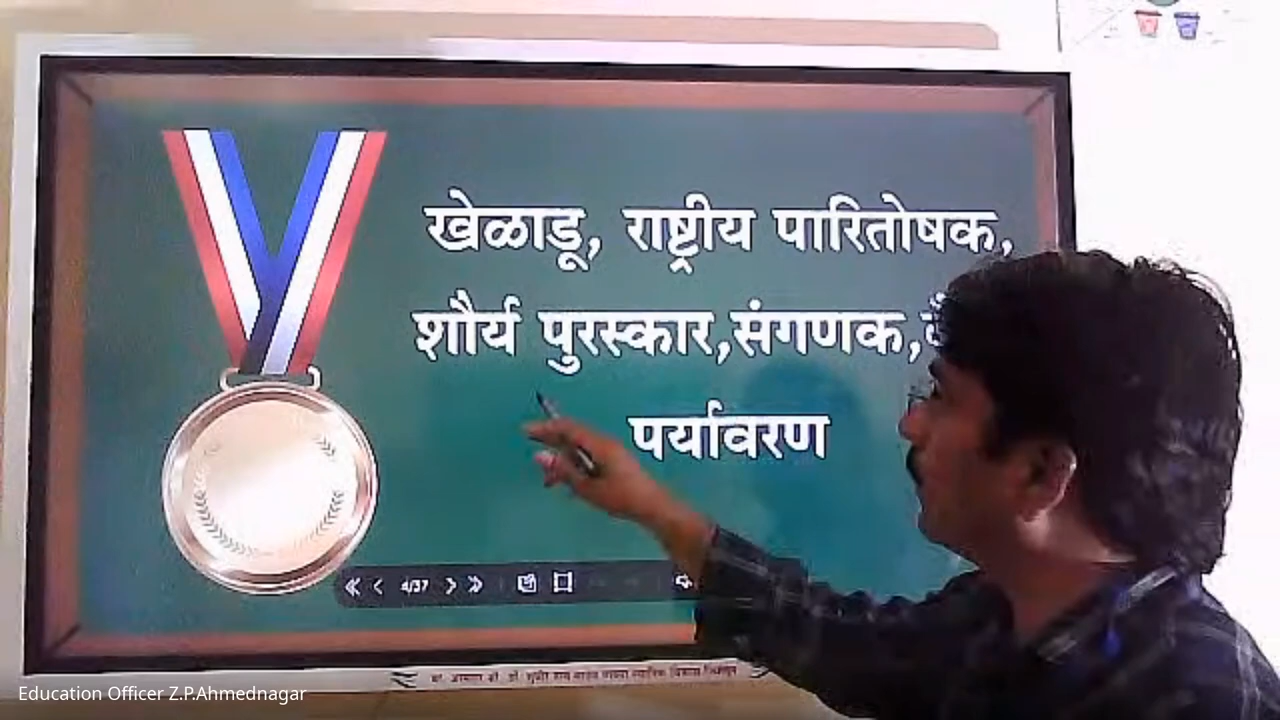 खेळाडू, राष्ट्रीय पारितोषक,
शौर्य पुरस्कार,संगणक,
पर्यावरण
4/37
Education Officer Z.P.Ahmednagar